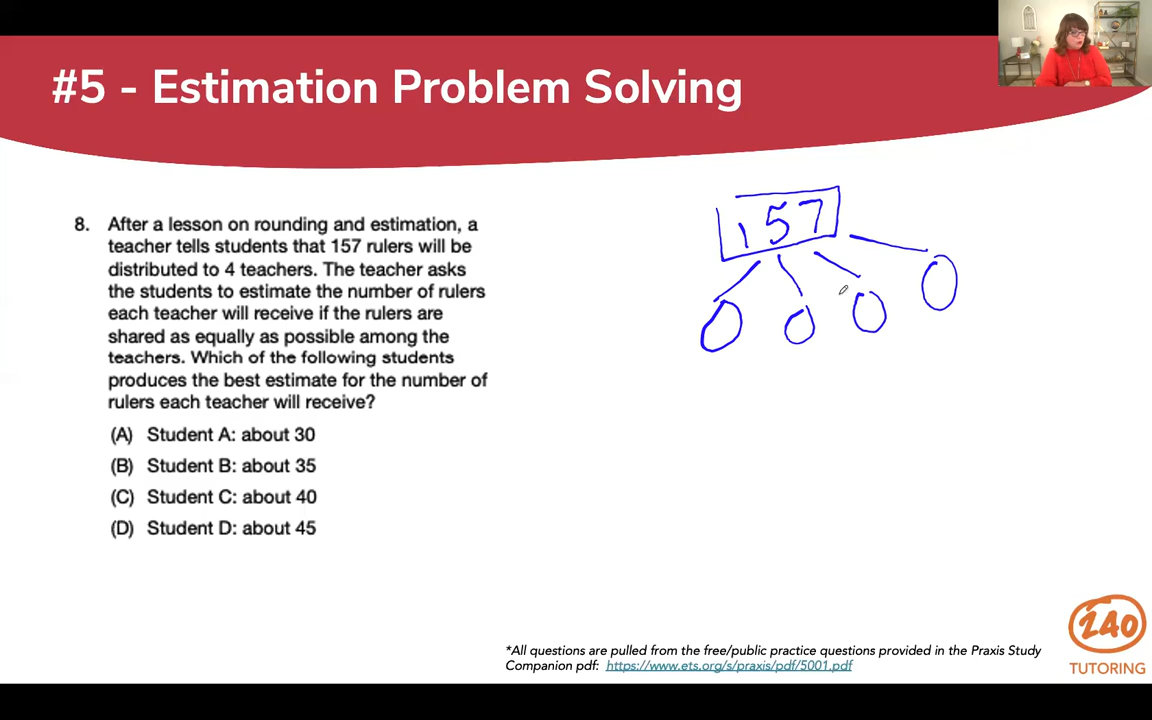 #5 - Estimation Problem Solving
157
8. After a lesson on rounding and estimation, a
teacher tells students that 157 rulers will be
distributed to 4 teachers. The teacher asks
the students to estimate the number of rulers
each teacher will receive if the rulers are
shared as equally as possible among the
teachers. Which of the following students
produces the best estimate for the number of
rulers each teacher will receive?
(A) Student A: about 30
(B) Student B: about 35
(C) Student C: about 40
(D) Student D: about 45
*All questions are pulled from the free/public practice questions provided in the Praxis Study
Companion pdf: https://www.ets.org/s/praxis/pdf/5001.pdf
240
TUTORING